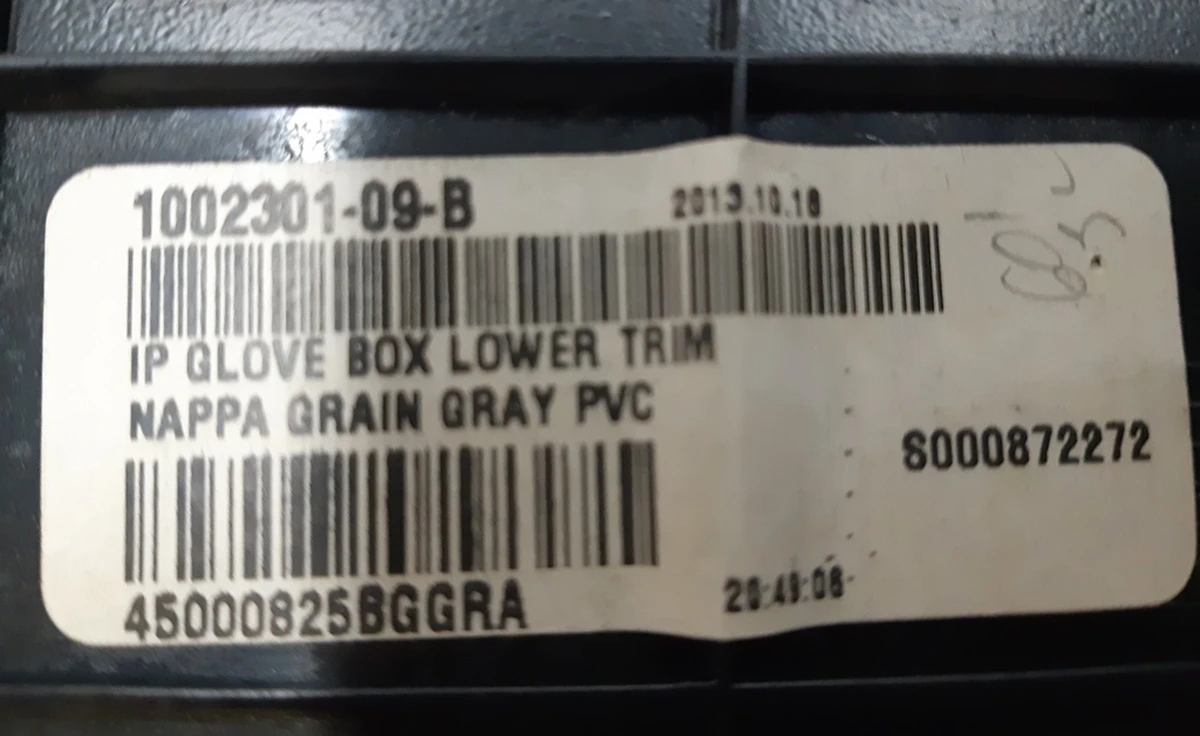 1002301-09-B 2013.10.18
IP GLOVE BOX LOWER TRIM
NAPPA GRAIN GRAY PVC
S000872272
45000825BGGRA 20:49:08